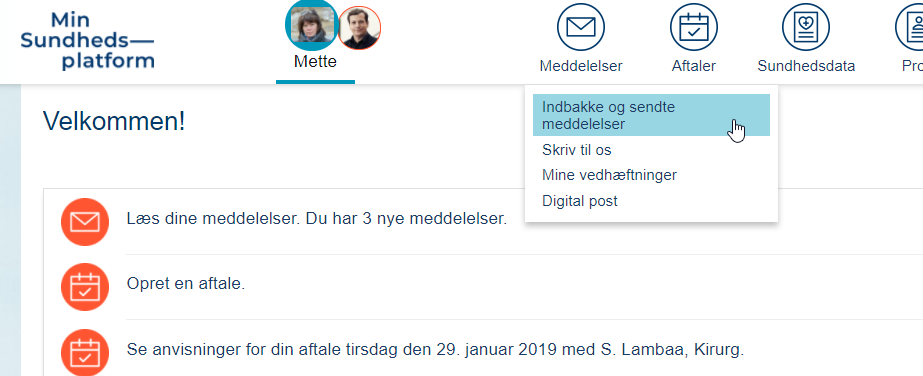 Min
Sundheds—
platform
Mette
Meddelelser
Aftaler
Sundhedsdata
Pro
Indbakke og sendte
meddelelser
Skriv til os
Mine vedhæftninger
Digital post
Velkommen!
Læs dine meddelelser. Du har 3 nye meddelelser.
Opret en aftale.
Se anvisninger for din aftale tirsdag den 29. januar 2019 med S. Lambaa, Kirurg.